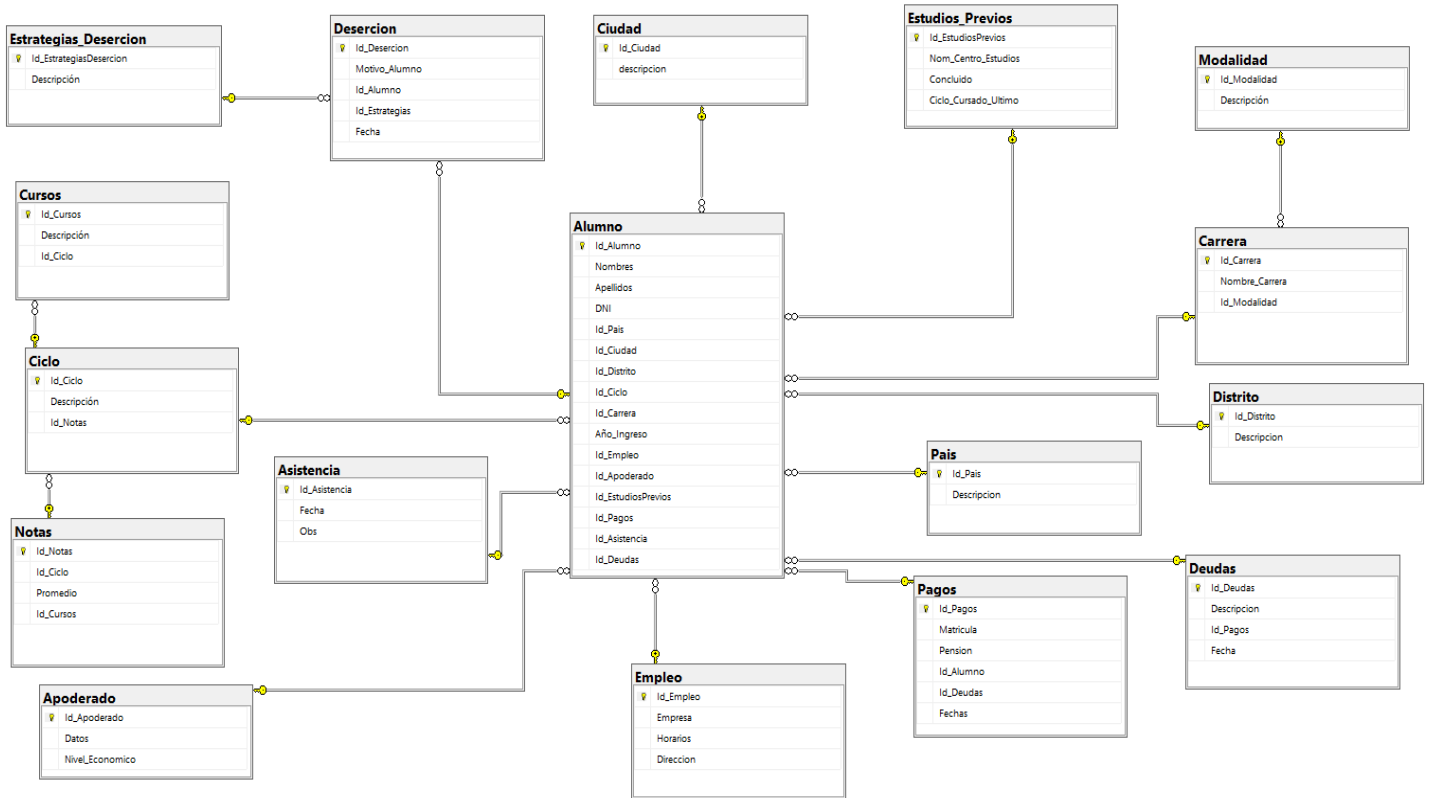 Estrategias_Desercion
Id_EstrategiasDesercion
Descripción
Desercion
Id_Desercion
Motivo_Alumno
Id_Alumno
Id_Estrategias
Fecha
Ciudad
Id_Ciudad
descripcion
Estudios_Previos
Id_EstudiosPrevios
Nom_Centro_Estudios
Concluido
Ciclo_Cursado_Ultimo
Modalidad
Id_Modalidad
Descripción
Cursos
Id_Cursos
Descripción
Id_Ciclo
Alumno
Id_Alumno
Nombres
Apellidos
DNI
Id_Pais
Id_Ciudad
Id_Distrito
Id_Ciclo
Id_Carrera
Año_Ingreso
Id_Empleo
Id_Apoderado
Id_EstudiosPrevios
Id_Pagos
Id_Asistencia
Id_Deudas
Carrera
Id_Carrera
Nombre_Carrera
Id_Modalidad
Ciclo
Id_Ciclo
Descripción
Id_Notas
Distrito
Id_Distrito
Descripcion
Asistencia
Id_Asistencia
Fecha
Obs
Pais
Id_Pais
Descripcion
Notas
Id_Notas
Id_Ciclo
Promedio
Id_Cursos
Deudas
Id_Deudas
Descripcion
Id_Pagos
Fecha
Pagos
Id_Pagos
Matricula
Pension
Id_Alumno
Id_Deudas
Fechas
Apoderado
Id_Apoderado
Datos
Nivel_Economico
Empleo
Id_Empleo
Empresa
Horarios
Direccion